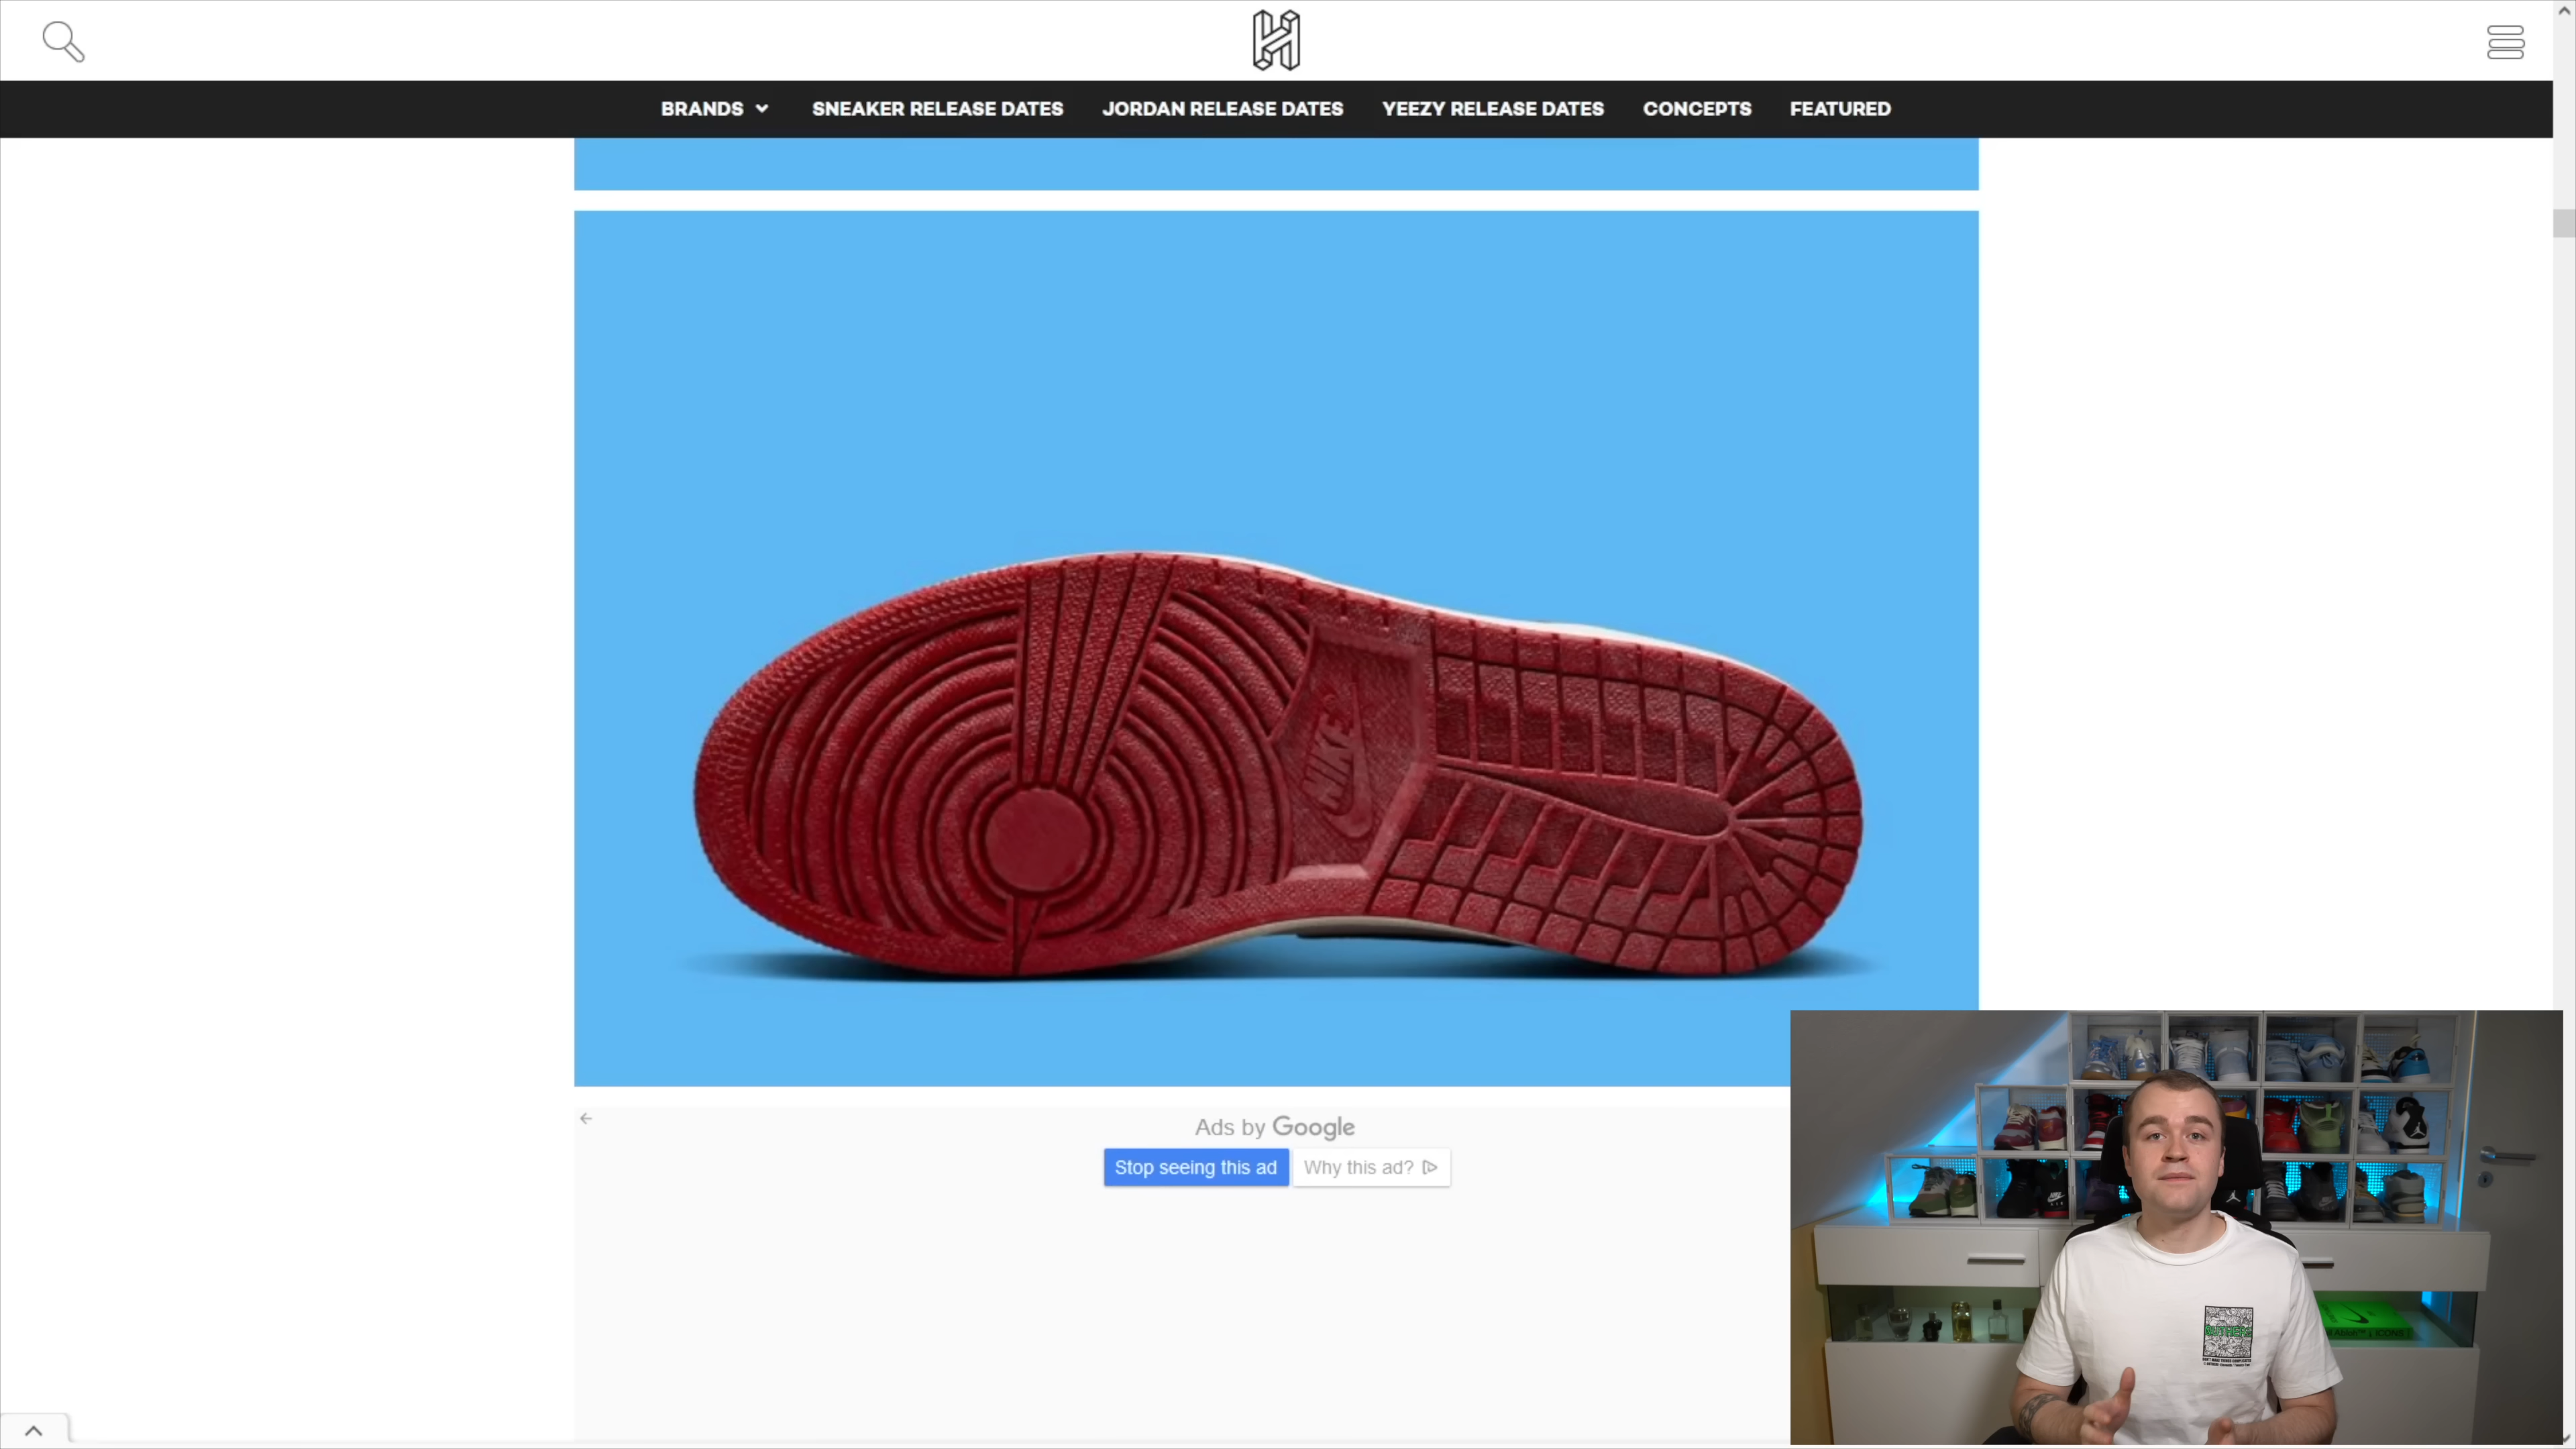 BRANDS
SNEAKER RELEASE DATES
JORDAN RELEASE DATES
YEEZY RELEASE DATES
CONCEPTS
FEATURED
NIKE
Ads by Google
Stop seeing this ad
Why this ad?